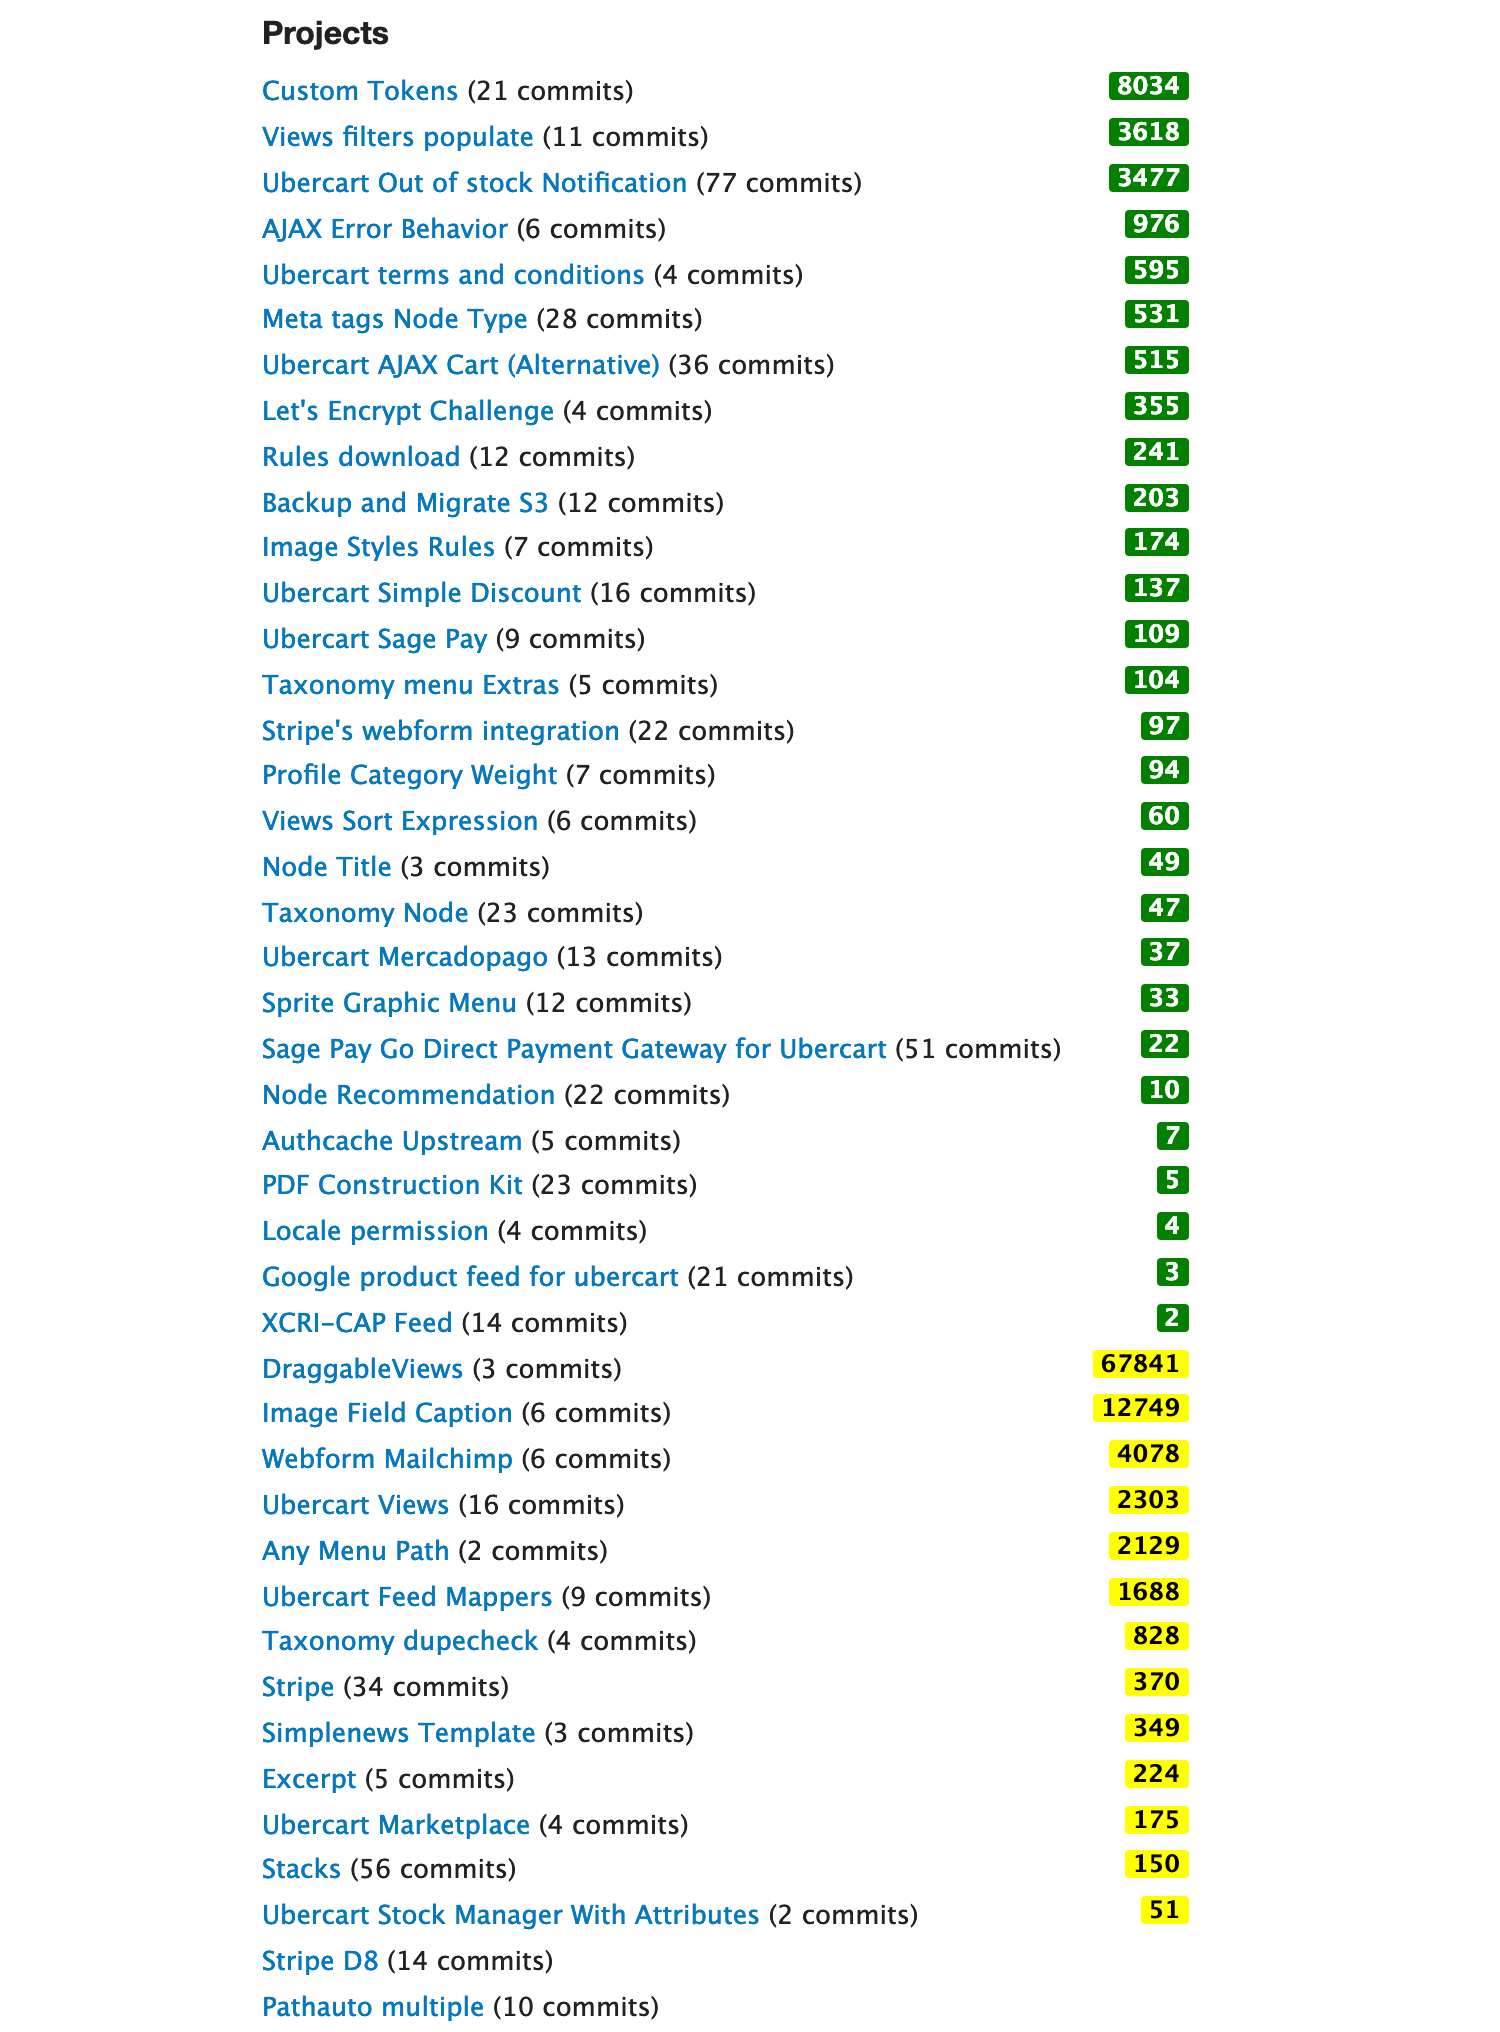 Projects
Custom Tokens (21 commits) 8034
Views filters populate (11 commits) 3618
Ubercart Out of stock Notification (77 commits) 3477
AJAX Error Behavior (6 commits) 976
Ubercart terms and conditions (4 commits) 595
Meta tags Node Type (28 commits) 531
Ubercart AJAX Cart (Alternative) (36 commits) 515
Let's Encrypt Challenge (4 commits) 355
Rules download (12 commits) 241
Backup and Migrate S3 (12 commits) 203
Image Styles Rules (7 commits) 174
Ubercart Simple Discount (16 commits) 137
Ubercart Sage Pay (9 commits) 109
Taxonomy menu Extras (5 commits) 104
Stripe's webform integration (22 commits) 97
Profile Category Weight (7 commits) 94
Views Sort Expression (6 commits) 60
Node Title (3 commits) 49
Taxonomy Node (23 commits) 47
Ubercart Mercadopago (13 commits) 37
Sprite Graphic Menu (12 commits) 33
Sage Pay Go Direct Payment Gateway for Ubercart (51 commits) 22
Node Recommendation (22 commits) 10
Authcache Upstream (5 commits) 7
PDF Construction Kit (23 commits) 5
Locale permission (4 commits) 4
Google product feed for ubercart (21 commits) 3
XCRI-CAP Feed (14 commits) 2
DraggableViews (3 commits) 67841
Image Field Caption (6 commits) 12749
Webform Mailchimp (6 commits) 4078
Ubercart Views (16 commits) 2303
Any Menu Path (2 commits) 2129
Ubercart Feed Mappers (9 commits) 1688
Taxonomy dupecheck (4 commits) 828
Stripe (34 commits) 370
Simplenews Template (3 commits) 349
Excerpt (5 commits) 224
Ubercart Marketplace (4 commits) 175
Stacks (56 commits) 150
Ubercart Stock Manager With Attributes (2 commits) 51
Stripe D8 (14 commits)
Pathauto multiple (10 commits)